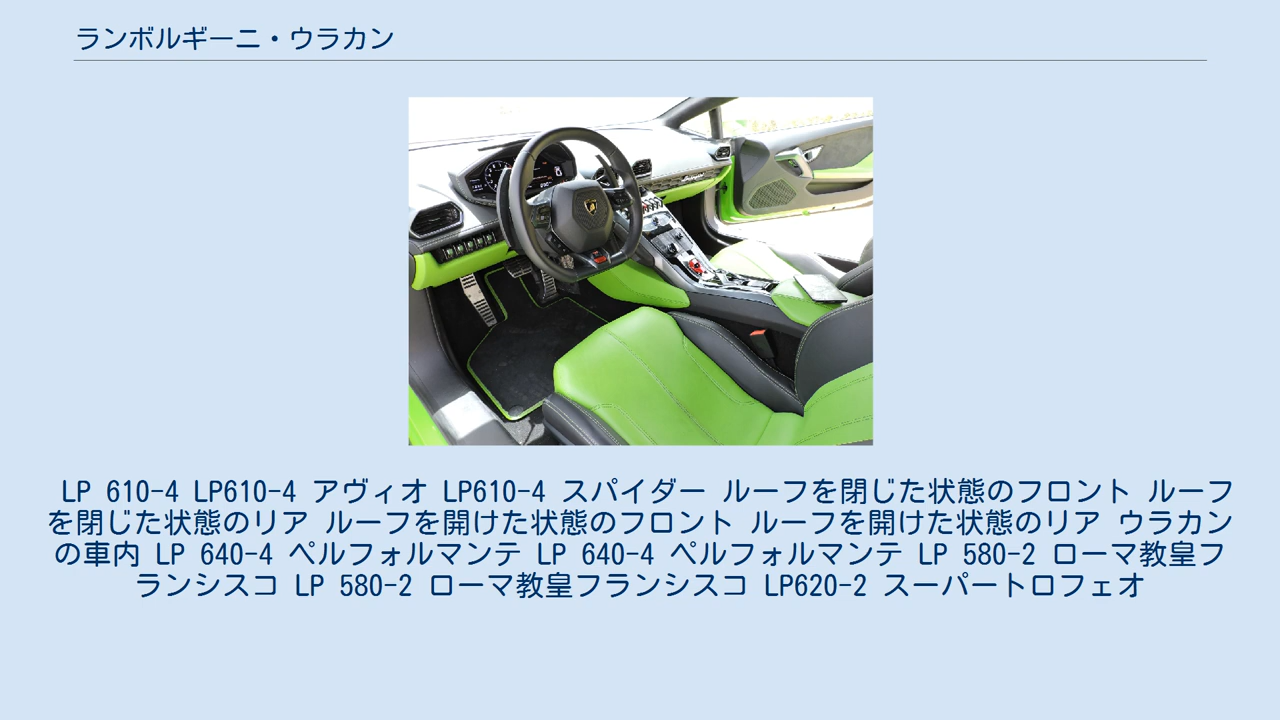 ランボルギーニ・ウラカン
LP 610-4 LP610-4 アヴィオ LP610-4 スパイダー ルーフを閉じた状態のフロント ルーフ
を閉じた状態のリア ルーフを開けた状態のフロント ルーフを開けた状態のリア ウラカン
の車内 LP 640-4 ペルフォルマンテ LP 640-4 ペルフォルマンテ LP 580-2 ローマ教皇フ
ランシスコ LP 580-2 ローマ教皇フランシスコ LP620-2 スーパートロフェオ